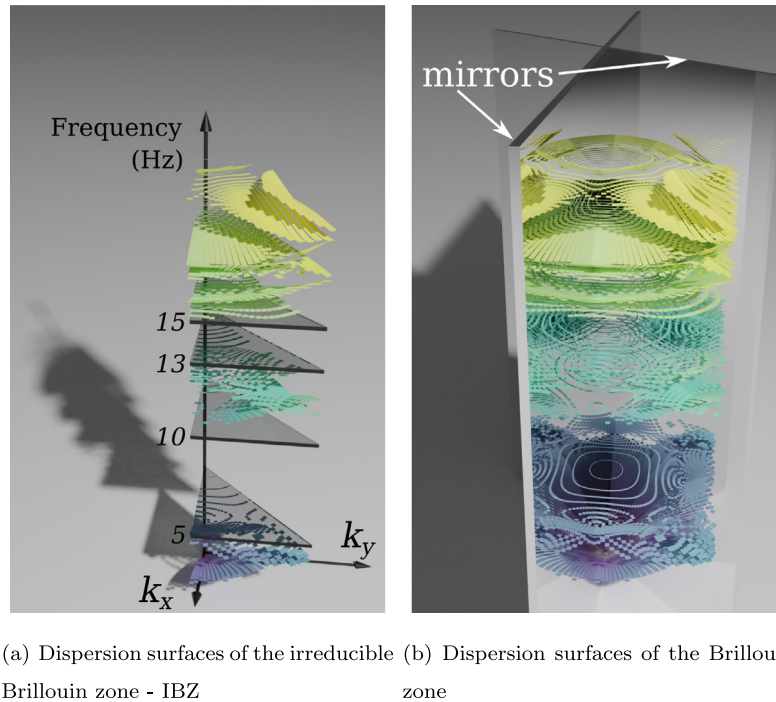 Frequency
(Hz)
15
13
10
5
k_y
k_x
mirrors
(a) Dispersion surfaces of the irreducible
Brillouin zone - IBZ
(b) Dispersion surfaces of the Brillou
zone